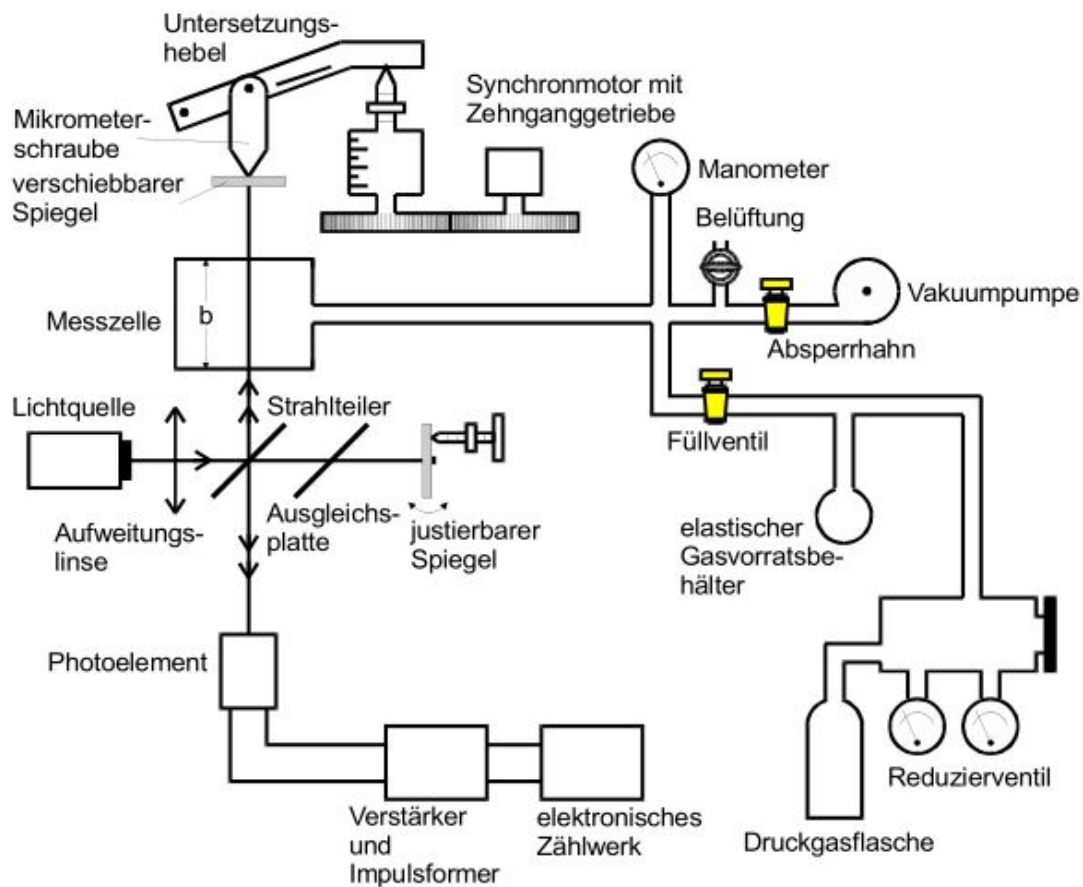 Untersetzungs-
hebel
Synchronmotor mit
Zehnganggetriebe
Mikrometer-
schraube
verschiebbarer
Spiegel
Manometer
Belüftung
Messzelle
b
Vakuumpumpe
Absperrhahn
Lichtquelle
Strahlteiler
Füllventil
Aufweitungs-
linse
Ausgleichs-
platte
justierbarer
Spiegel
elastischer
Gasvorratsbe-
hälter
Photoelement
Reduzierventil
Verstärker
und
Impulsformer
elektronisches
Zählwerk
Druckgasflasche